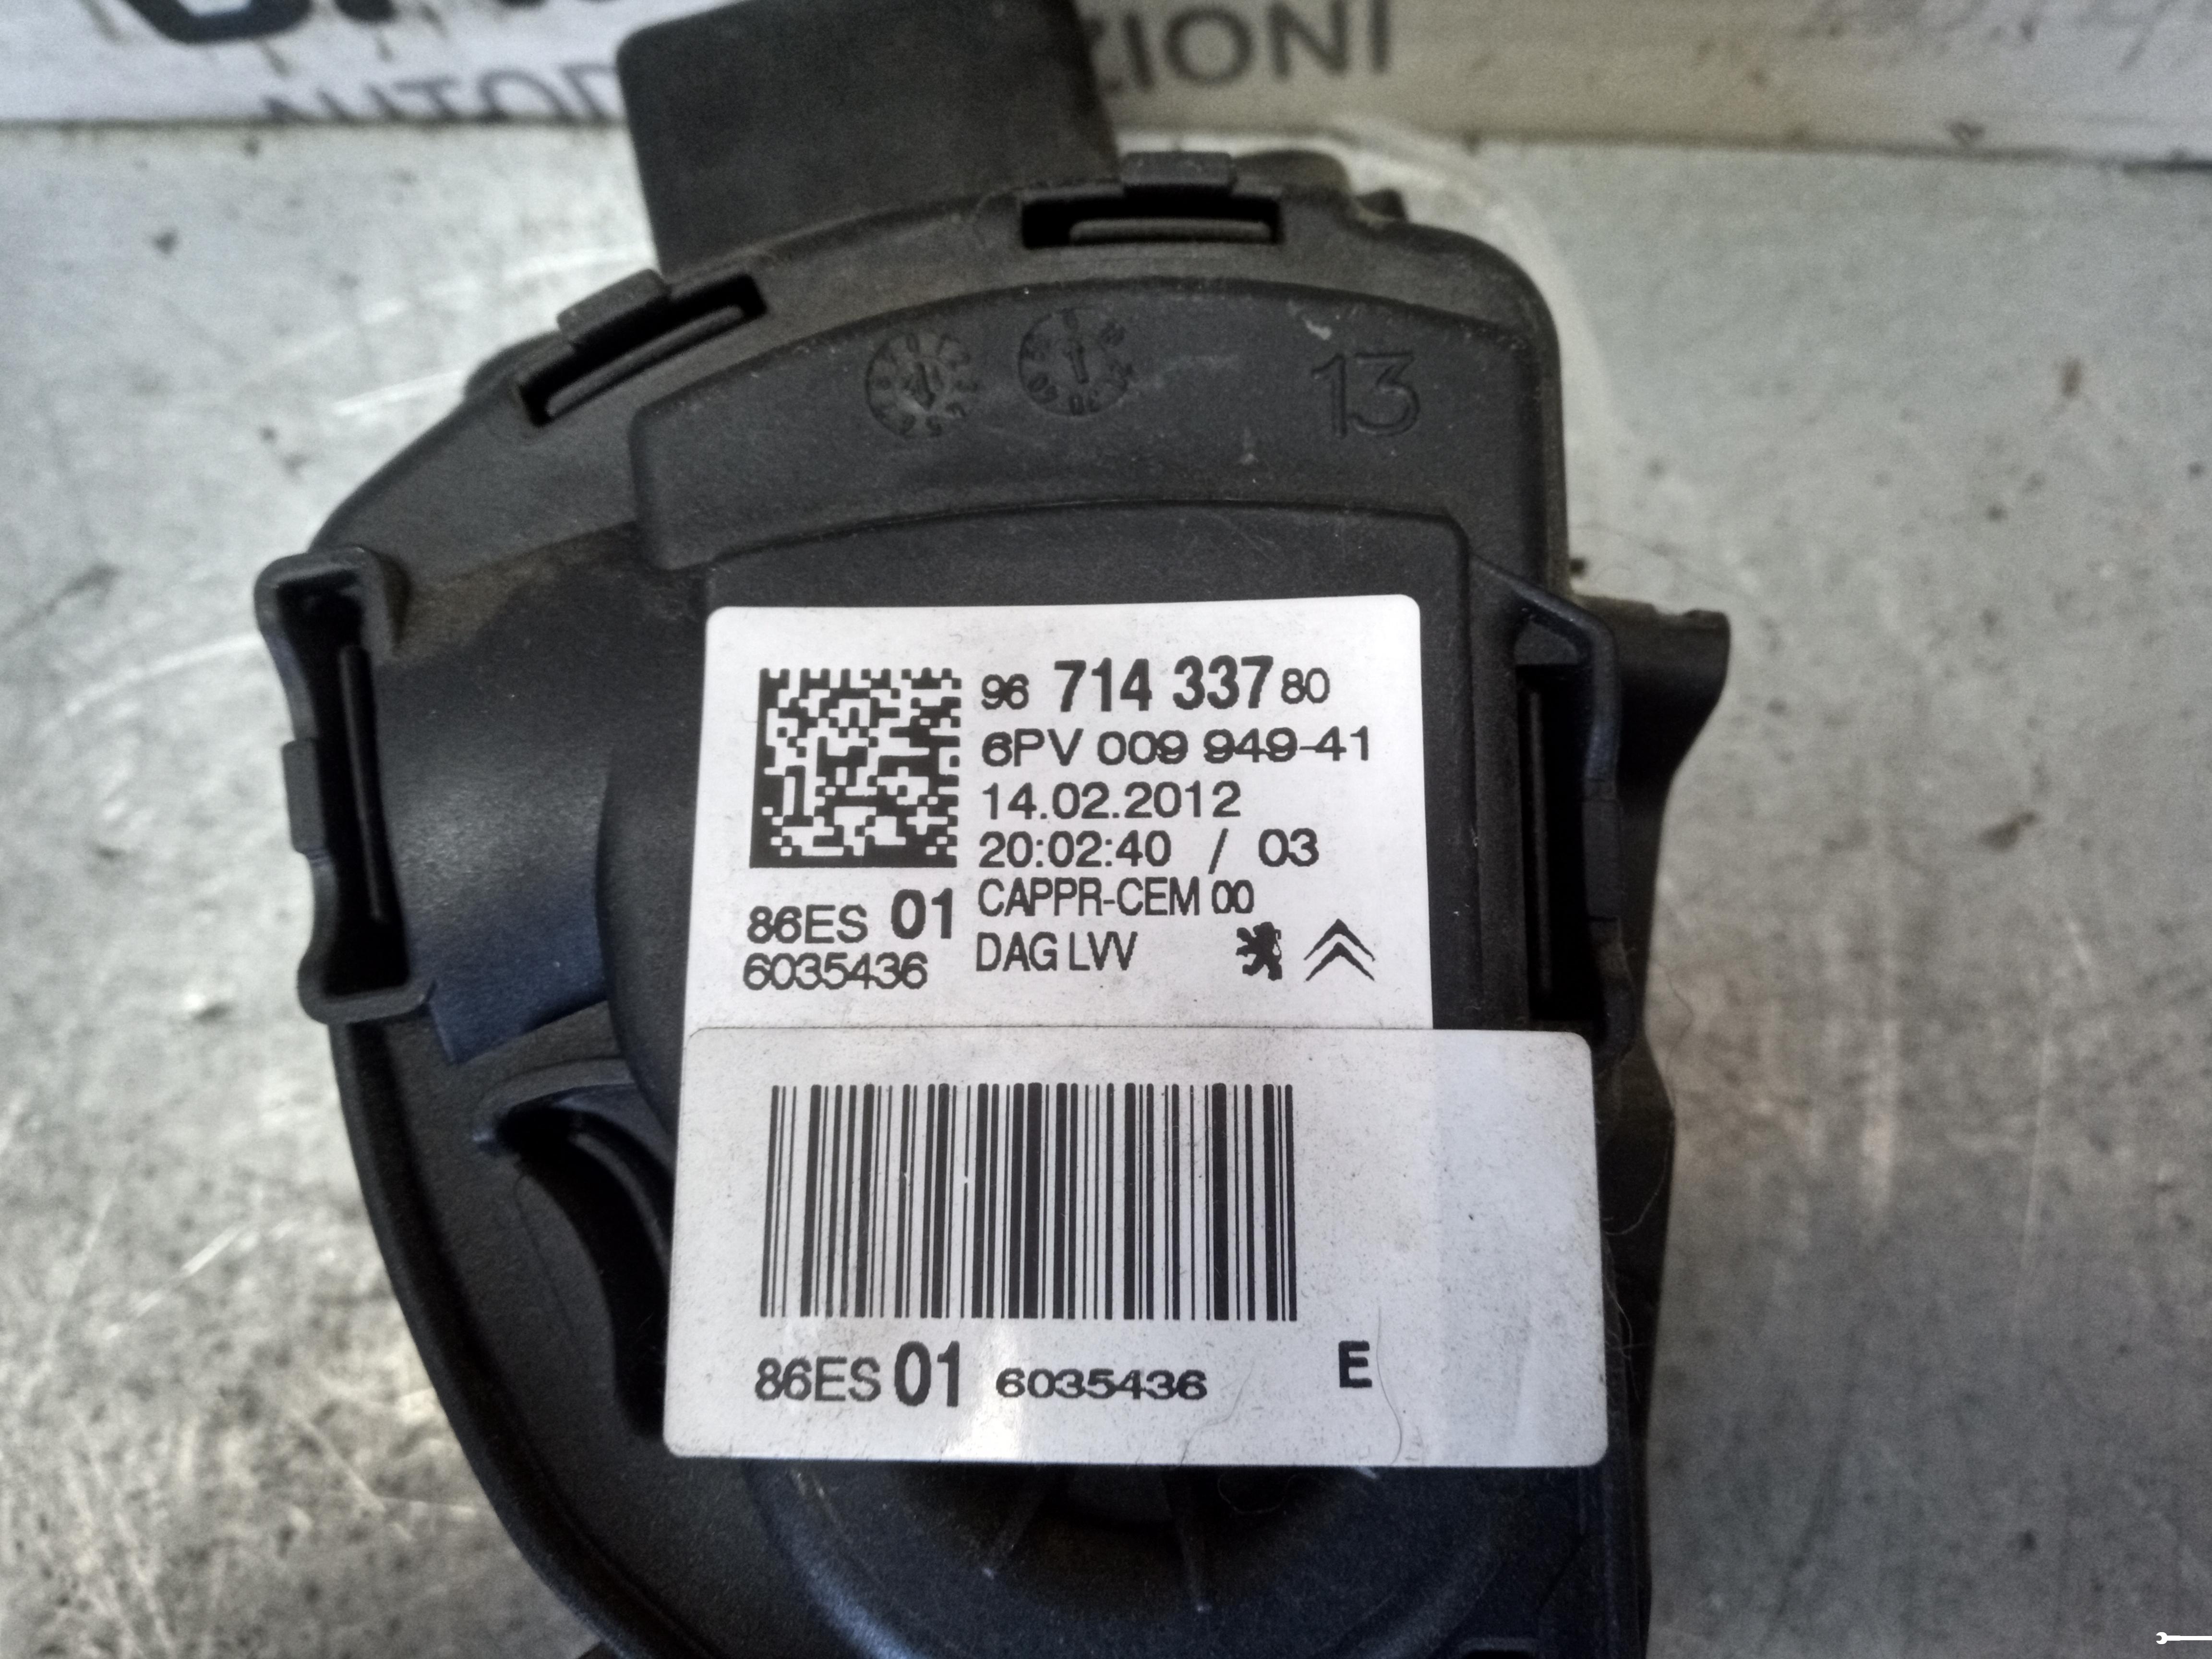 ZIONI
13
96 714 337 80
6PV 009 949-41
14.02.2012
20:02:40 / 03
CAPPR-CEM 00
DAG LVV
86ES 01
6035436
86ES 01 6035436 E